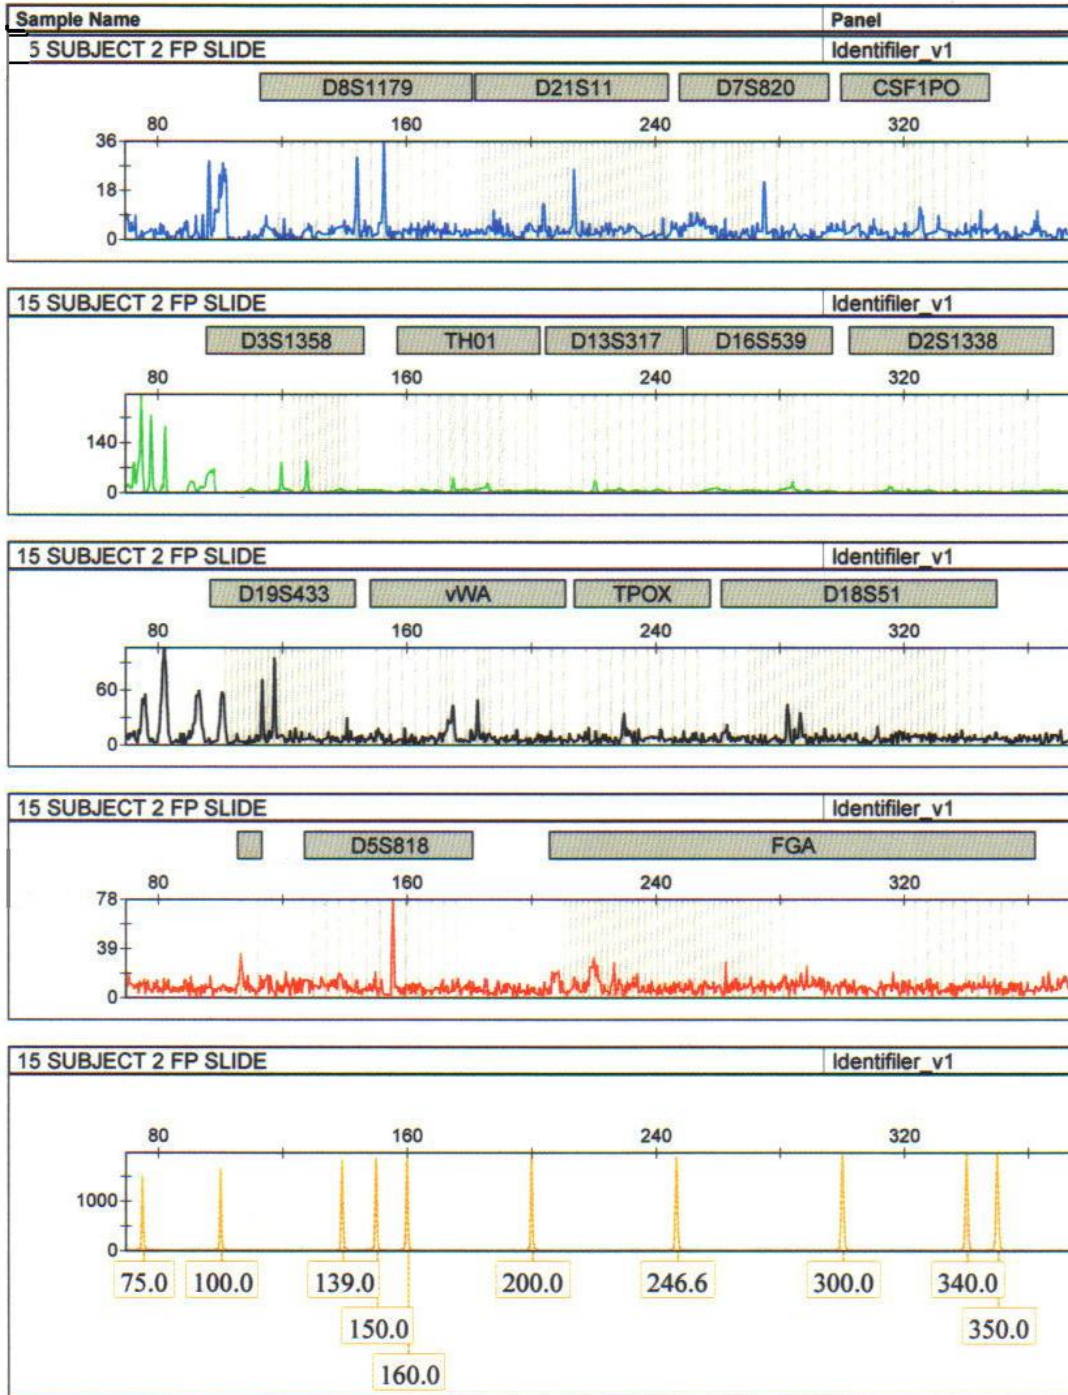 Sample Name Panel
5 SUBJECT 2 FP SLIDE Identifiler_v1
D8S1179 D21S11 D7S820 CSF1PO
80 160 240 320
36
18
0
15 SUBJECT 2 FP SLIDE Identifiler_v1
D3S1358 TH01 D13S317 D16S539 D2S1338
80 160 240 320
140
0
15 SUBJECT 2 FP SLIDE Identifiler_v1
D19S433 vWA TPOX D18S51
80 160 240 320
60
0
15 SUBJECT 2 FP SLIDE Identifiler_v1
D5S818 FGA
80 160 240 320
78
39
0
15 SUBJECT 2 FP SLIDE Identifiler_v1
80 160 240 320
1000
0
75.0 100.0 139.0 200.0 246.6 300.0 340.0
150.0 350.0
160.0